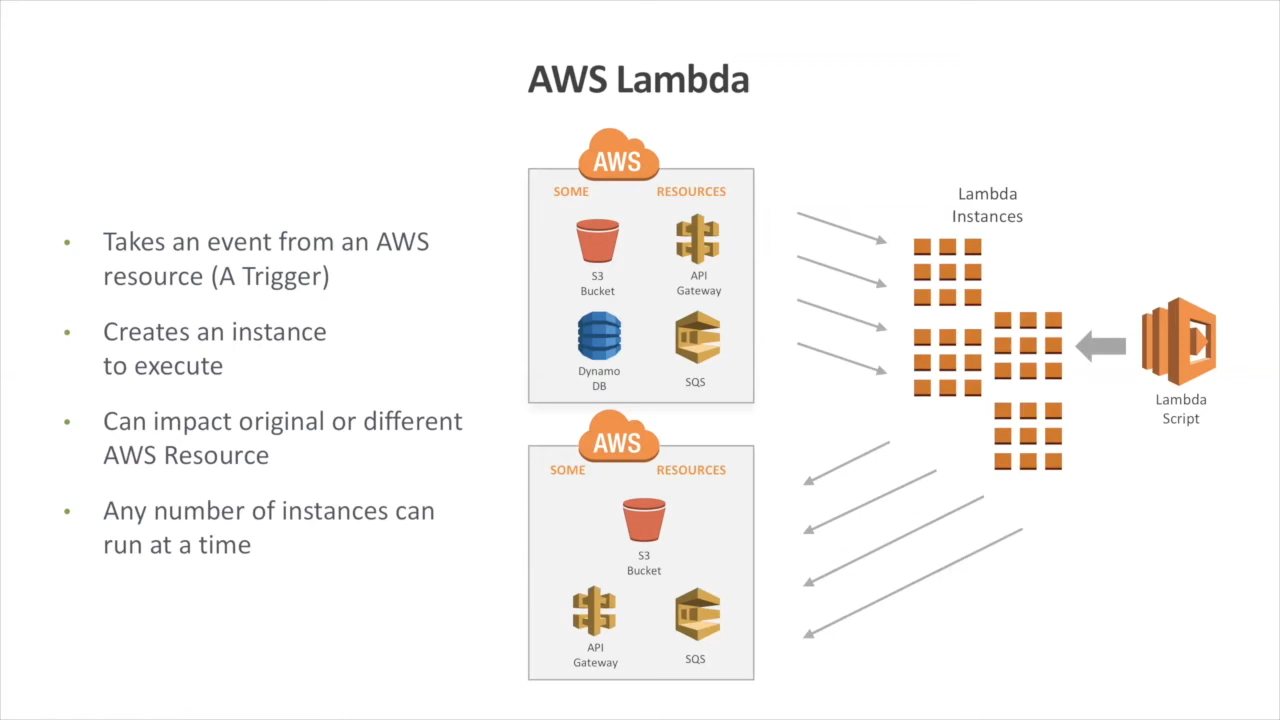 AWS Lambda
• Takes an event from an AWS
resource (A Trigger)
• Creates an instance
to execute
• Can impact original or different
AWS Resource
• Any number of instances can
run at a time
AWS
SOME RESOURCES
S3
Bucket
API
Gateway
Dynamo
DB
SQS
AWS
SOME RESOURCES
S3
Bucket
API
Gateway
SQS
Lambda
Instances
Lambda
Script